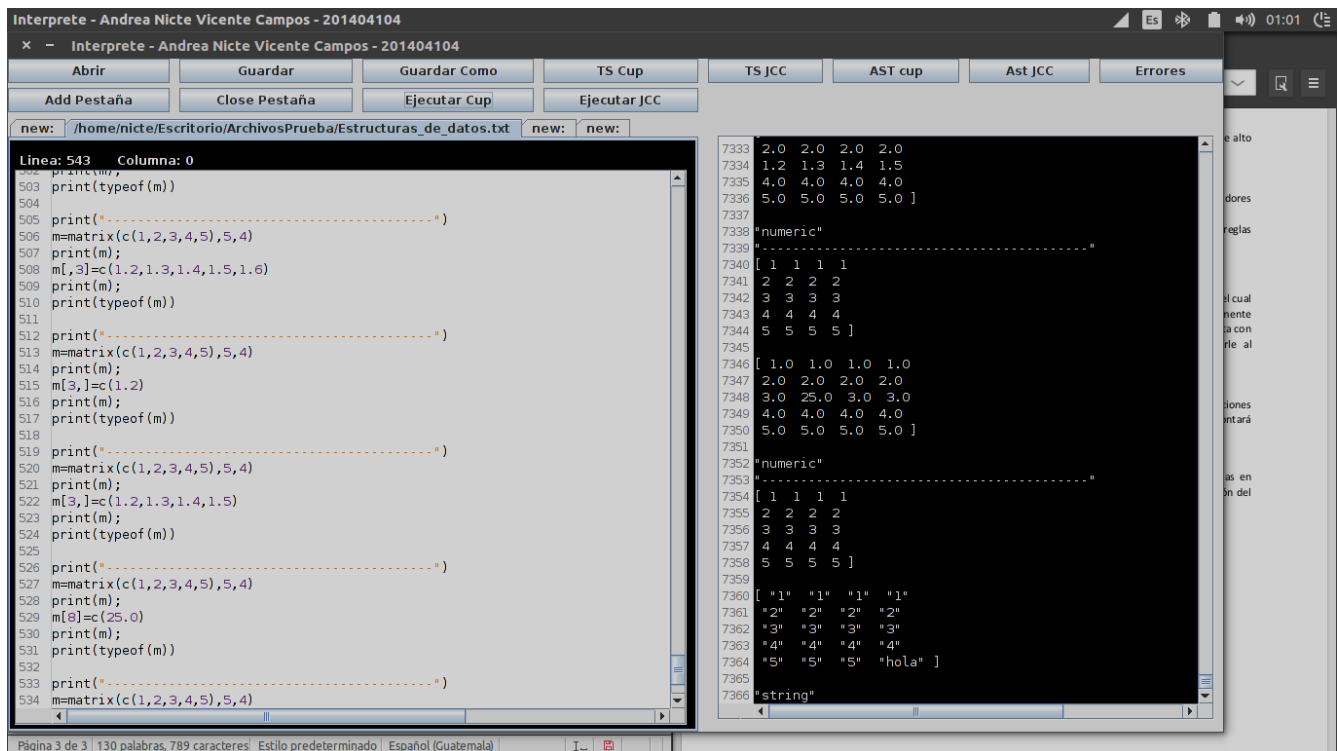 Interprete - Andrea Nicte Vicente Campos - 201404104
Es
01:01
× – Interprete - Andrea Nicte Vicente Campos - 201404104
Abrir Guardar Guardar Como TS Cup TS JCC AST cup Ast JCC Errores
Add Pestaña Close Pestaña Ejecutar Cup Ejecutar JCC
new: /home/nicte/Escritorio/ArchivosPrueba/Estructuras_de_datos.txt new: new:
Linea: 543 Columna: 0
502 print(m);
503 print(typeof(m))
504
505 print("------------------------------------------")
506 m=matrix(c(1,2,3,4,5),5,4)
507 print(m);
508 m[,3]=c(1.2,1.3,1.4,1.5,1.6)
509 print(m);
510 print(typeof(m))
511
512 print("------------------------------------------")
513 m=matrix(c(1,2,3,4,5),5,4)
514 print(m);
515 m[3,]=c(1.2)
516 print(m);
517 print(typeof(m))
518
519 print("------------------------------------------")
520 m=matrix(c(1,2,3,4,5),5,4)
521 print(m);
522 m[3,]=c(1.2,1.3,1.4,1.5)
523 print(m);
524 print(typeof(m))
525
526 print("------------------------------------------")
527 m=matrix(c(1,2,3,4,5),5,4)
528 print(m);
529 m[8]=c(25.0)
530 print(m);
531 print(typeof(m))
532
533 print("------------------------------------------")
534 m=matrix(c(1,2,3,4,5),5,4)
7333 2.0 2.0 2.0 2.0
7334 1.2 1.3 1.4 1.5
7335 4.0 4.0 4.0 4.0
7336 5.0 5.0 5.0 5.0 ]
7337
7338 "numeric"
7339 "------------------------------------------"
7340 [ 1 1 1 1
7341 2 2 2 2
7342 3 3 3 3
7343 4 4 4 4
7344 5 5 5 5 ]
7345
7346 [ 1.0 1.0 1.0 1.0
7347 2.0 2.0 2.0 2.0
7348 3.0 25.0 3.0 3.0
7349 4.0 4.0 4.0 4.0
7350 5.0 5.0 5.0 5.0 ]
7351
7352 "numeric"
7353 "------------------------------------------"
7354 [ 1 1 1 1
7355 2 2 2 2
7356 3 3 3 3
7357 4 4 4 4
7358 5 5 5 5 ]
7359
7360 [ "1" "1" "1" "1"
7361 "2" "2" "2" "2"
7362 "3" "3" "3" "3"
7363 "4" "4" "4" "4"
7364 "5" "5" "5" "hola" ]
7365
7366 "string"
e alto
dores
reglas
el cual
mente
ta con
rle al
ciones
ontará
as en
ón del
Página 3 de 3 130 palabras, 789 caracteres Estilo predeterminado Español (Guatemala)